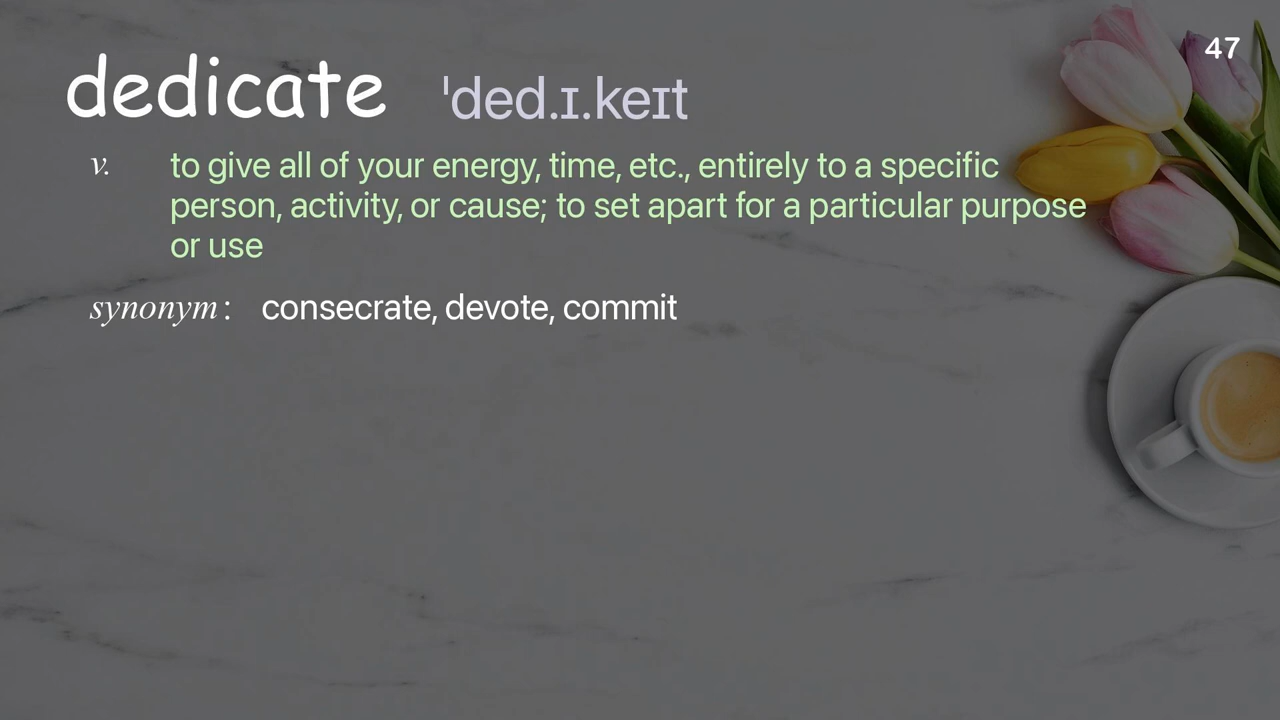 47
dedicate ˈded.ɪ.keɪt
v. to give all of your energy, time, etc., entirely to a specific
person, activity, or cause; to set apart for a particular purpose
or use
synonym: consecrate, devote, commit